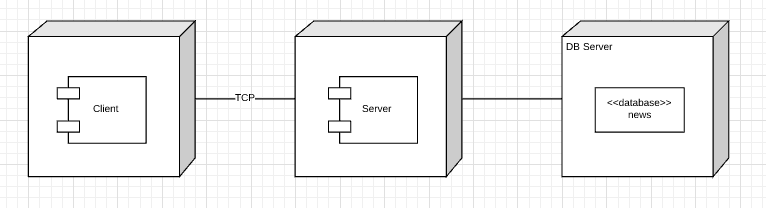 Client
TCP
Server
DB Server
<<database>>
news